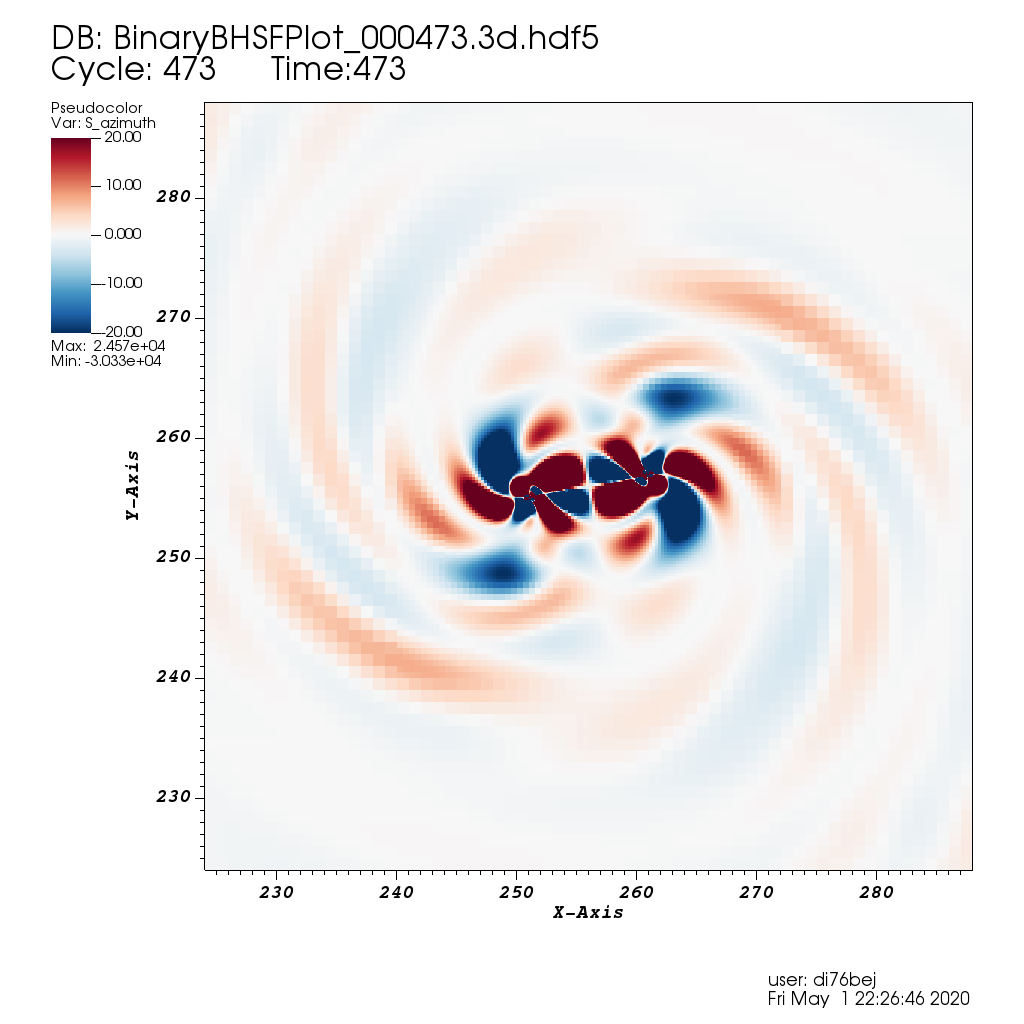 DB: BinaryBHSFPlot_000473.3d.hdf5
Cycle: 473 Time:473
Pseudocolor
Var: S_azimuth
20.00
10.00
0.000
-10.00
-20.00
Max: 2.457e+04
Min: -3.033e+04
280
270
260
250
240
230
Y-Axis
230 240 250 260 270 280
X-Axis
user: di76bej
Fri May 1 22:26:46 2020